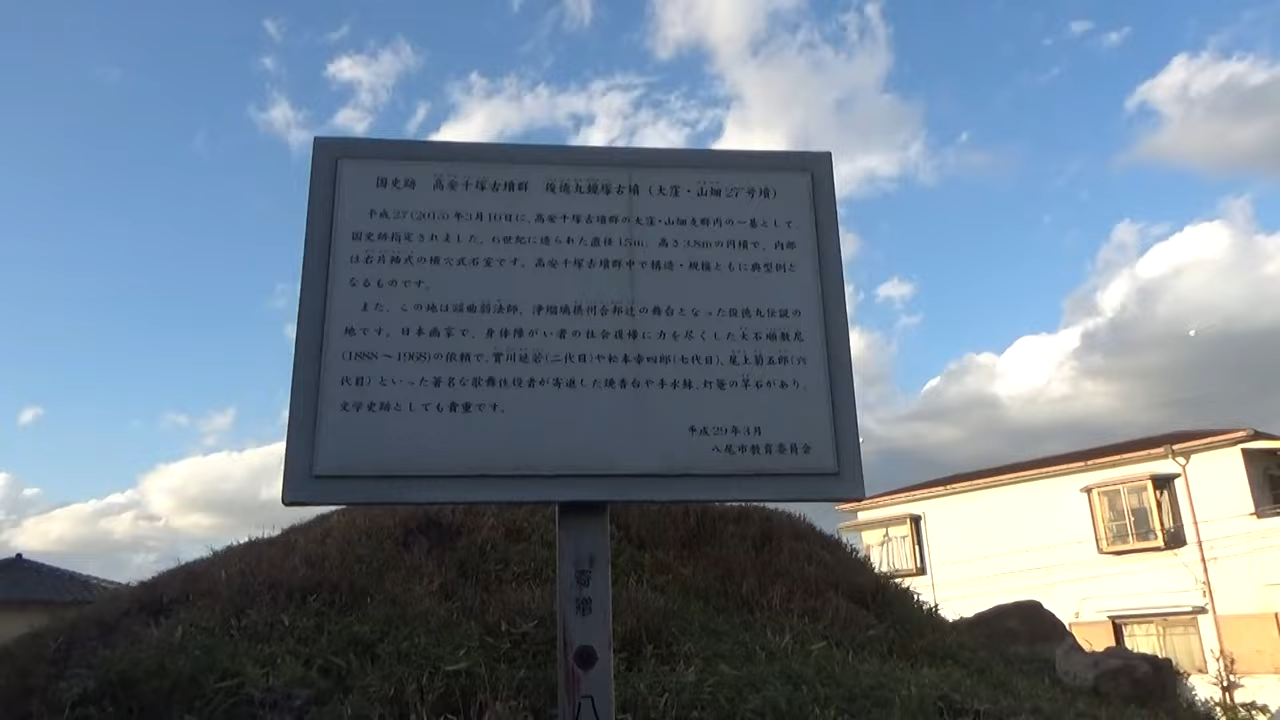 国史跡 高安千塚古墳群 俊徳丸鏡塚古墳（大窪・山畑27号墳）
平成27(2015)年3月10日に、高安千塚古墳群の大窪・山畑支群内の一基として、
国史跡指定されました。6世紀に造られた直径15m、高さ3.8mの円墳で、内部
は右片袖式の横穴式石室です。高安千塚古墳群中で構造・規模ともに典型例と
なるものです。
また、この地は謡曲弱法師、浄瑠璃摂州合邦辻の舞台となった俊徳丸伝説の
地です。日本画家で、身体障がい者の社会復帰に力を尽くした大石順教尼
(1888～1968)の依頼で、實川延若(二代目)や松本幸四郎(七代目)、尾上菊五郎(六
代目)といった著名な歌舞伎役者が寄進した焼香台や手水鉢、灯篭の竿石があり、
文学史跡としても貴重です。
平成29年3月
八尾市教育委員会
寄贈
八